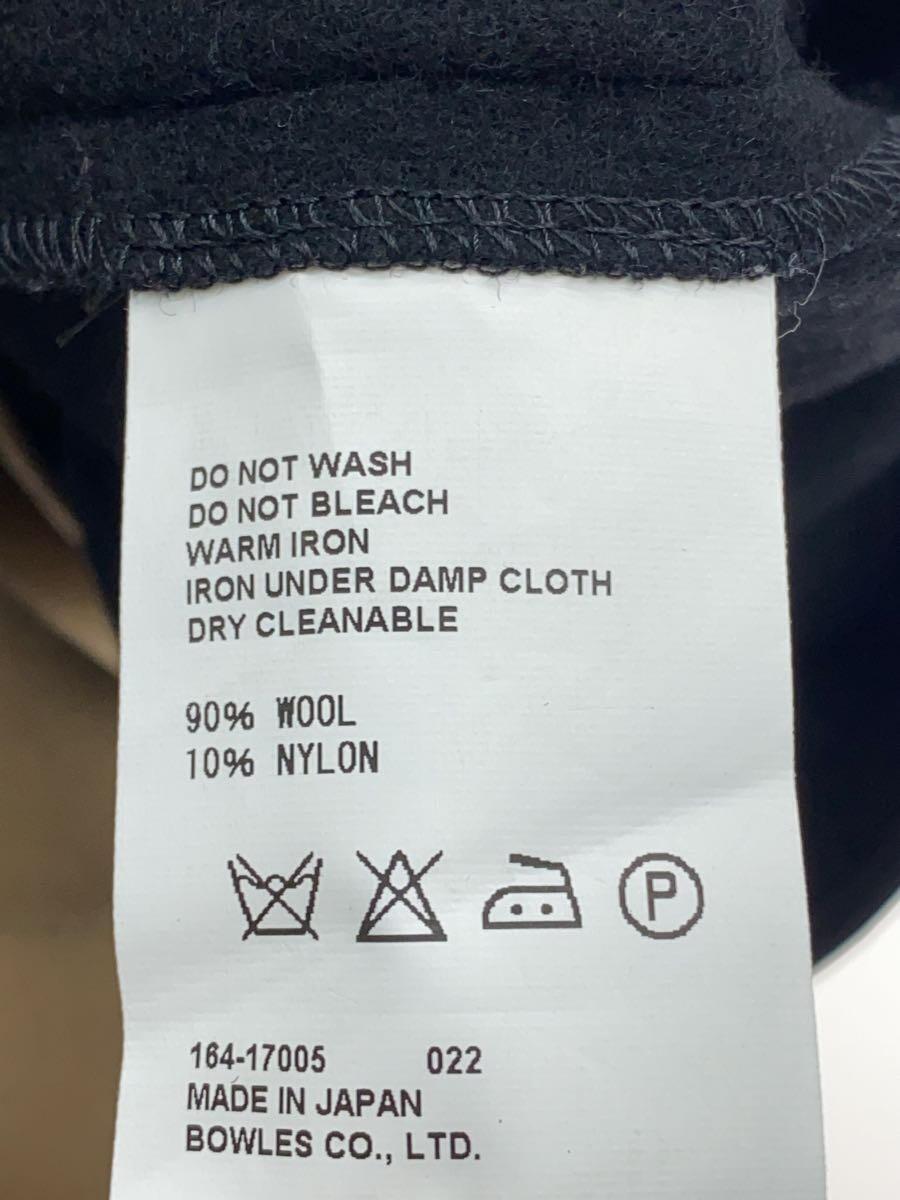 DO NOT WASH
DO NOT BLEACH
WARM IRON
IRON UNDER DAMP CLOTH
DRY CLEANABLE
90% WOOL
10% NYLON
P
164-17005 022
MADE IN JAPAN
BOWLES CO., LTD.